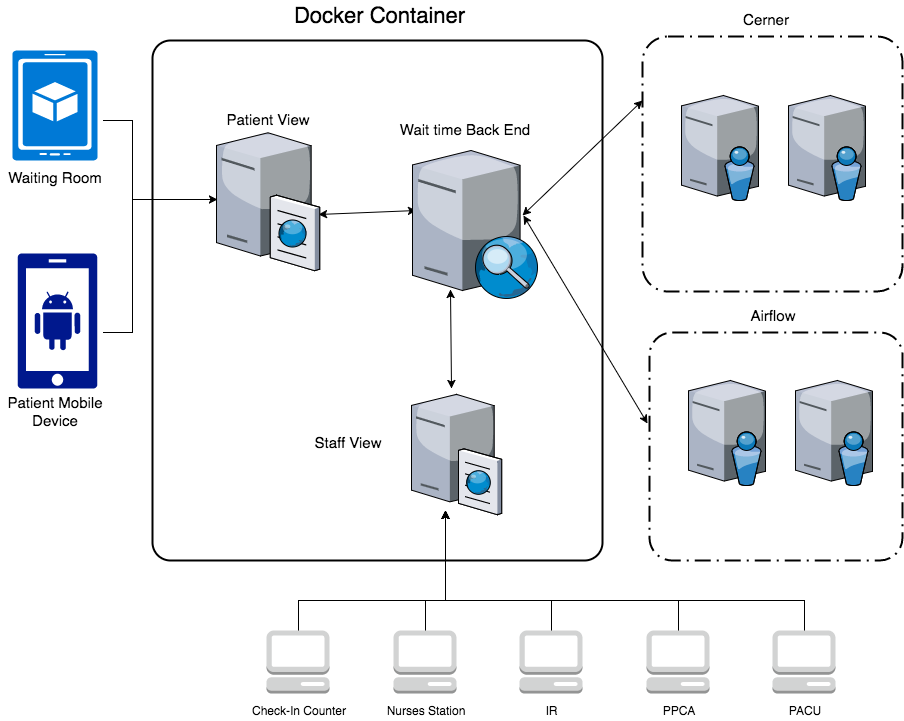 Docker Container
Cerner
Patient View
Wait time Back End
Waiting Room
Airflow
Patient Mobile
Device
Staff View
Check-In Counter
Nurses Station
IR
PPCA
PACU